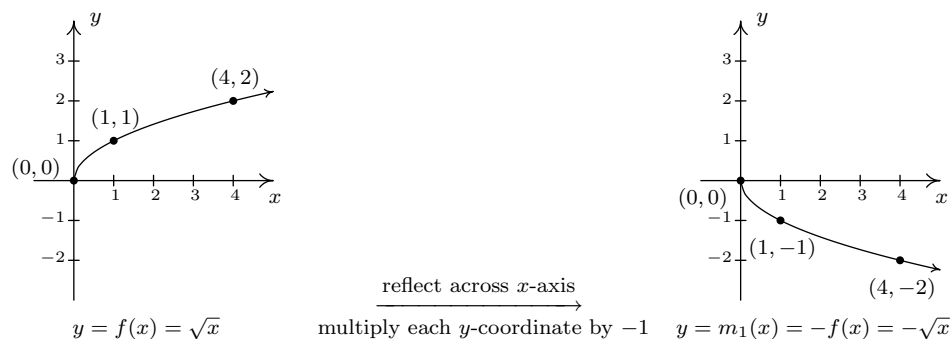 y
3
2
1
−1
−2
(4, 2)
(1, 1)
(0, 0)
1 2 3 4 x
y = f(x) = √x
reflect across x-axis
multiply each y-coordinate by −1
y
3
2
1
−1
−2
(0, 0)
1 2 3 4 x
(1, −1)
(4, −2)
y = m₁(x) = −f(x) = −√x